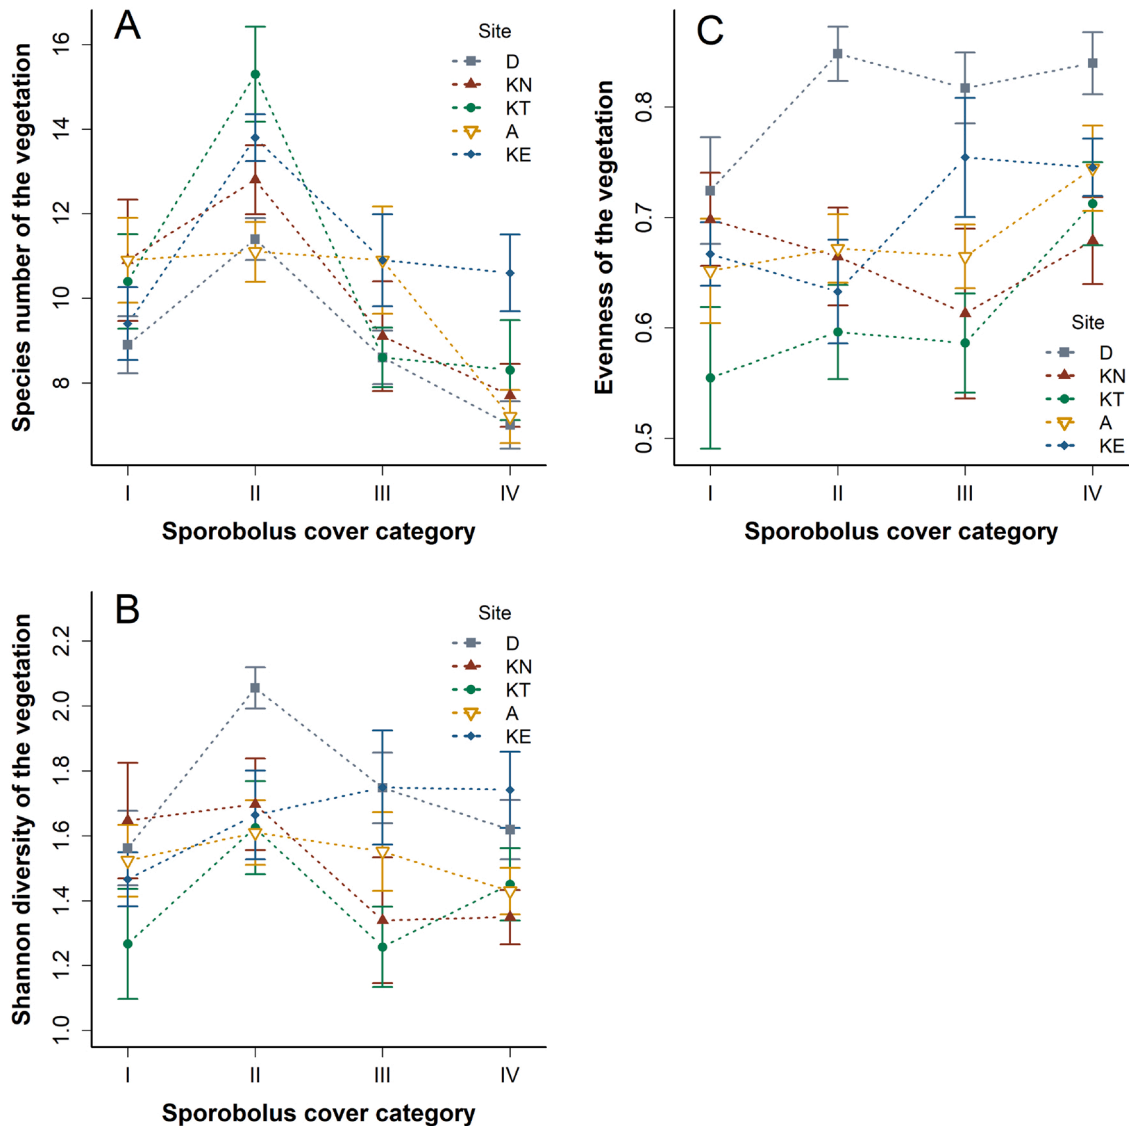 A
Species number of the vegetation
16
14
12
10
8
Site
D
KN
KT
A
KE
I II III IV
Sporobolus cover category
C
Evenness of the vegetation
0.8
0.7
0.6
0.5
Site
D
KN
KT
A
KE
I II III IV
Sporobolus cover category
B
Shannon diversity of the vegetation
2.2
2.0
1.8
1.6
1.4
1.2
1.0
Site
D
KN
KT
A
KE
I II III IV
Sporobolus cover category